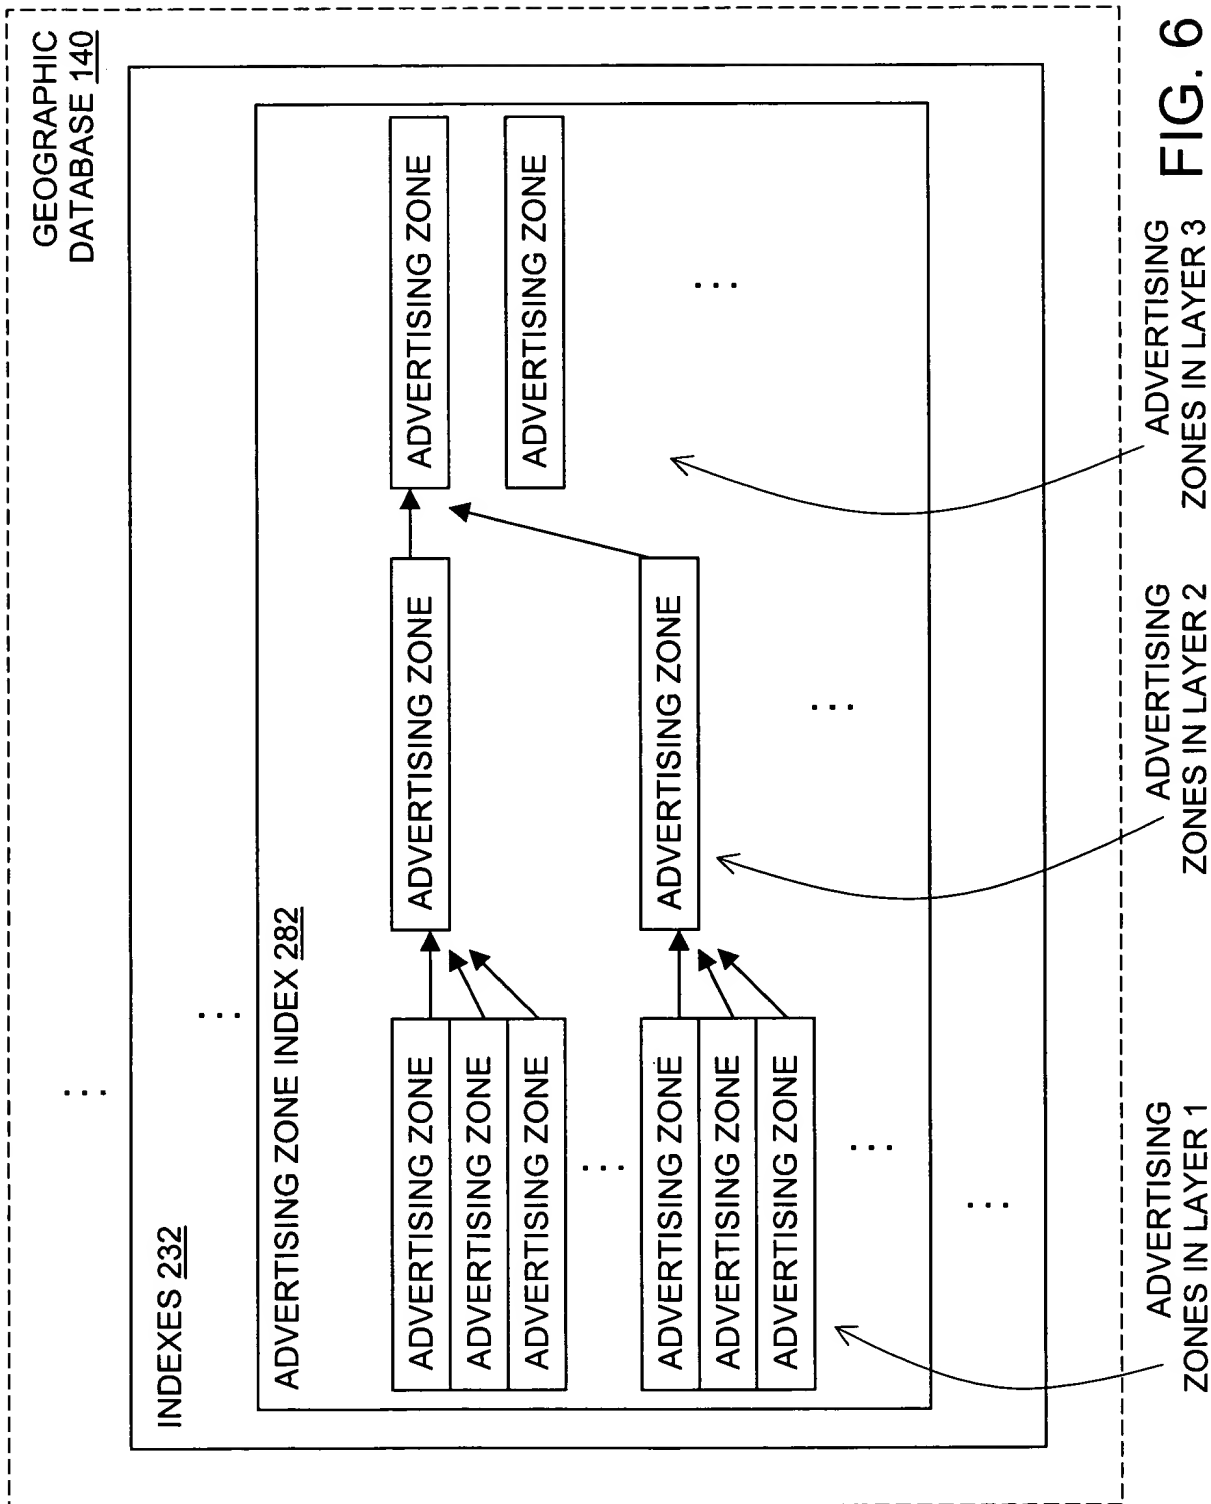 GEOGRAPHIC
DATABASE 140
INDEXES 232
...
...
ADVERTISING ZONE INDEX 282
ADVERTISING ZONE
ADVERTISING ZONE
ADVERTISING ZONE
...
ADVERTISING ZONE
ADVERTISING ZONE
ADVERTISING ZONE
...
...
ADVERTISING ZONE
ADVERTISING ZONE
...
ADVERTISING ZONE
ADVERTISING ZONE
...
ADVERTISING
ZONES IN LAYER 1
ADVERTISING
ZONES IN LAYER 2
ADVERTISING
ZONES IN LAYER 3
FIG. 6